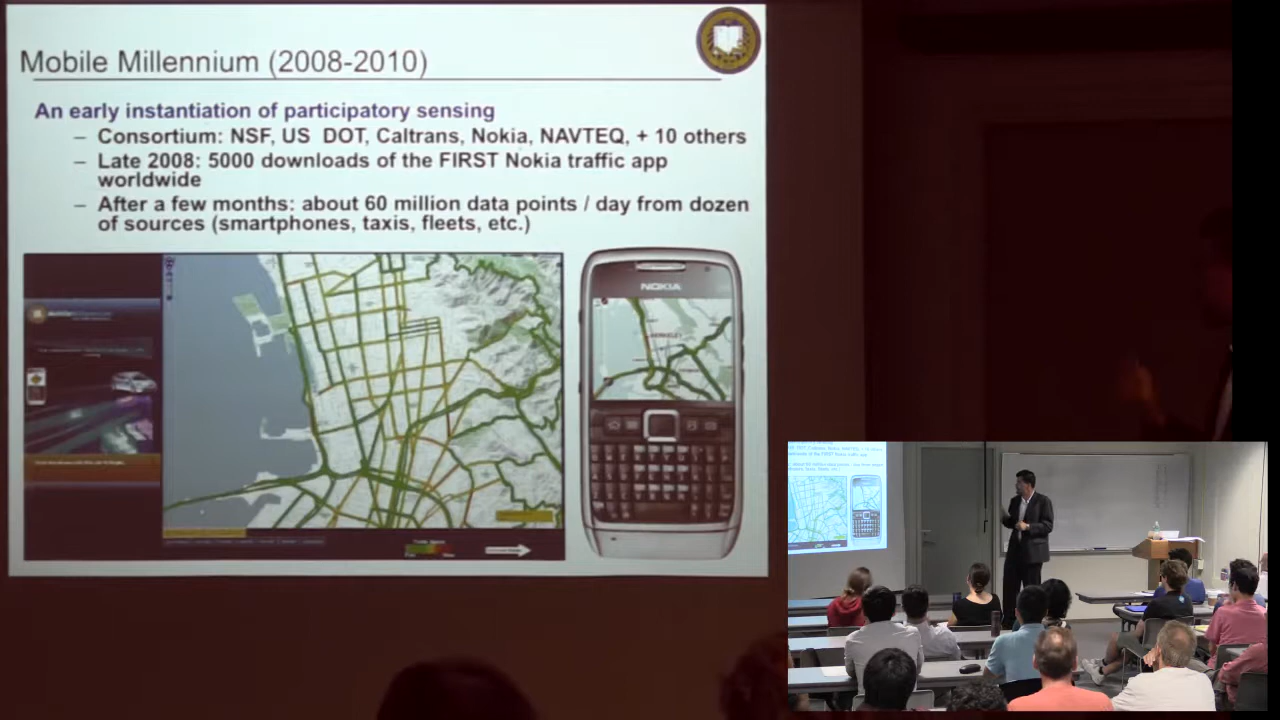 Mobile Millennium (2008-2010)
An early instantiation of participatory sensing
– Consortium: NSF, US DOT, Caltrans, Nokia, NAVTEQ, + 10 others
– Late 2008: 5000 downloads of the FIRST Nokia traffic app
worldwide
– After a few months: about 60 million data points / day from dozen
of sources (smartphones, taxis, fleets, etc.)
NOKIA
BERKELEY